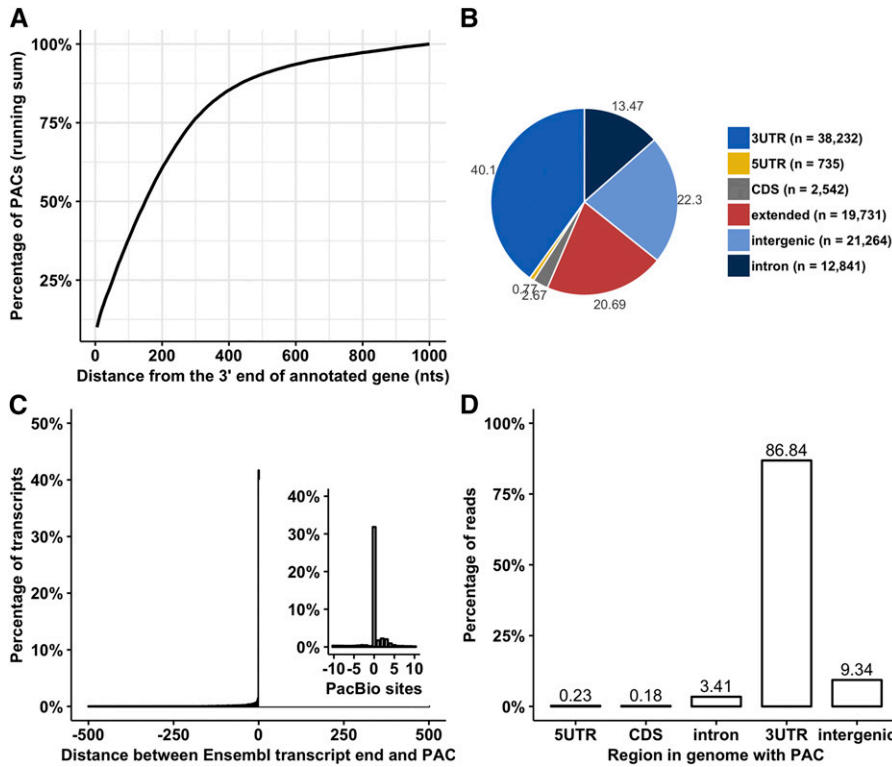 A
100%
75%
50%
25%
Percentage of PACs (running sum)
0 200 400 600 800 1000
Distance from the 3' end of annotated gene (nts)
B
13.47
22.3
20.69
2.67
0.77
40.1
3UTR (n = 38,232)
5UTR (n = 735)
CDS (n = 2,542)
extended (n = 19,731)
intergenic (n = 21,264)
intron (n = 12,841)
C
50%
40%
30%
20%
10%
0%
Percentage of transcripts
-500 -250 0 250 500
Distance between Ensembl transcript end and PAC
40%
30%
20%
10%
0%
-10 -5 0 5 10
PacBio sites
D
100%
75%
50%
25%
0%
Percentage of reads
0.23
0.18
3.41
86.84
9.34
5UTR CDS intron 3UTR intergenic
Region in genome with PAC